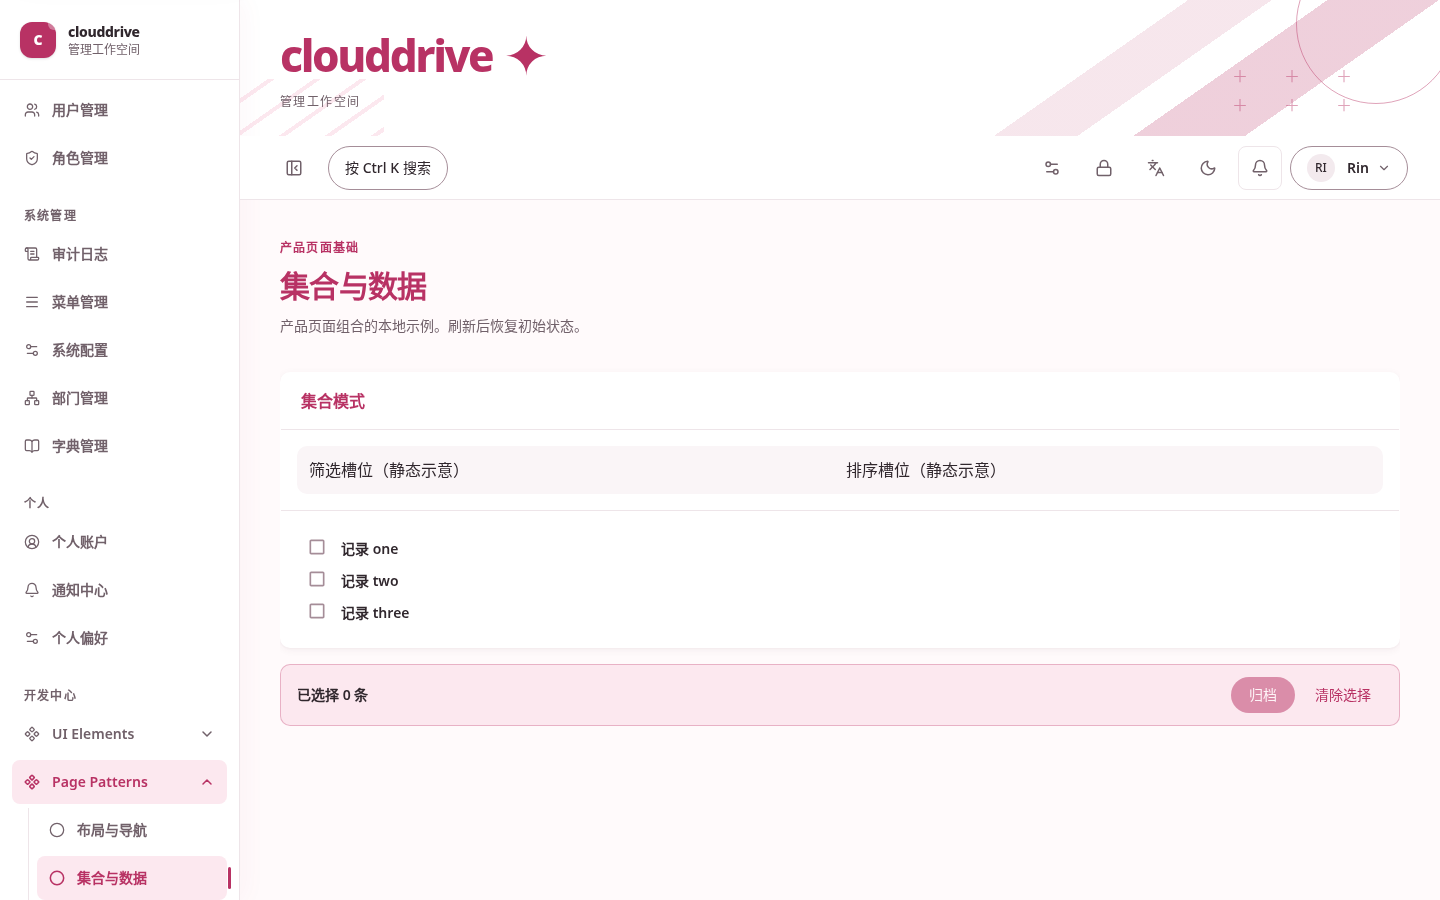 c
clouddrive
管理工作空间
用户管理
角色管理
系统管理
审计日志
菜单管理
系统配置
部门管理
字典管理
个人
个人账户
通知中心
个人偏好
开发中心
UI Elements
Page Patterns
布局与导航
集合与数据
clouddrive ✦
管理工作空间
按 Ctrl K 搜索
RI
Rin
产品页面基础
集合与数据
产品页面组合的本地示例。刷新后恢复初始状态。
集合模式
筛选槽位（静态示意）
排序槽位（静态示意）
记录 one
记录 two
记录 three
已选择 0 条
归档
清除选择